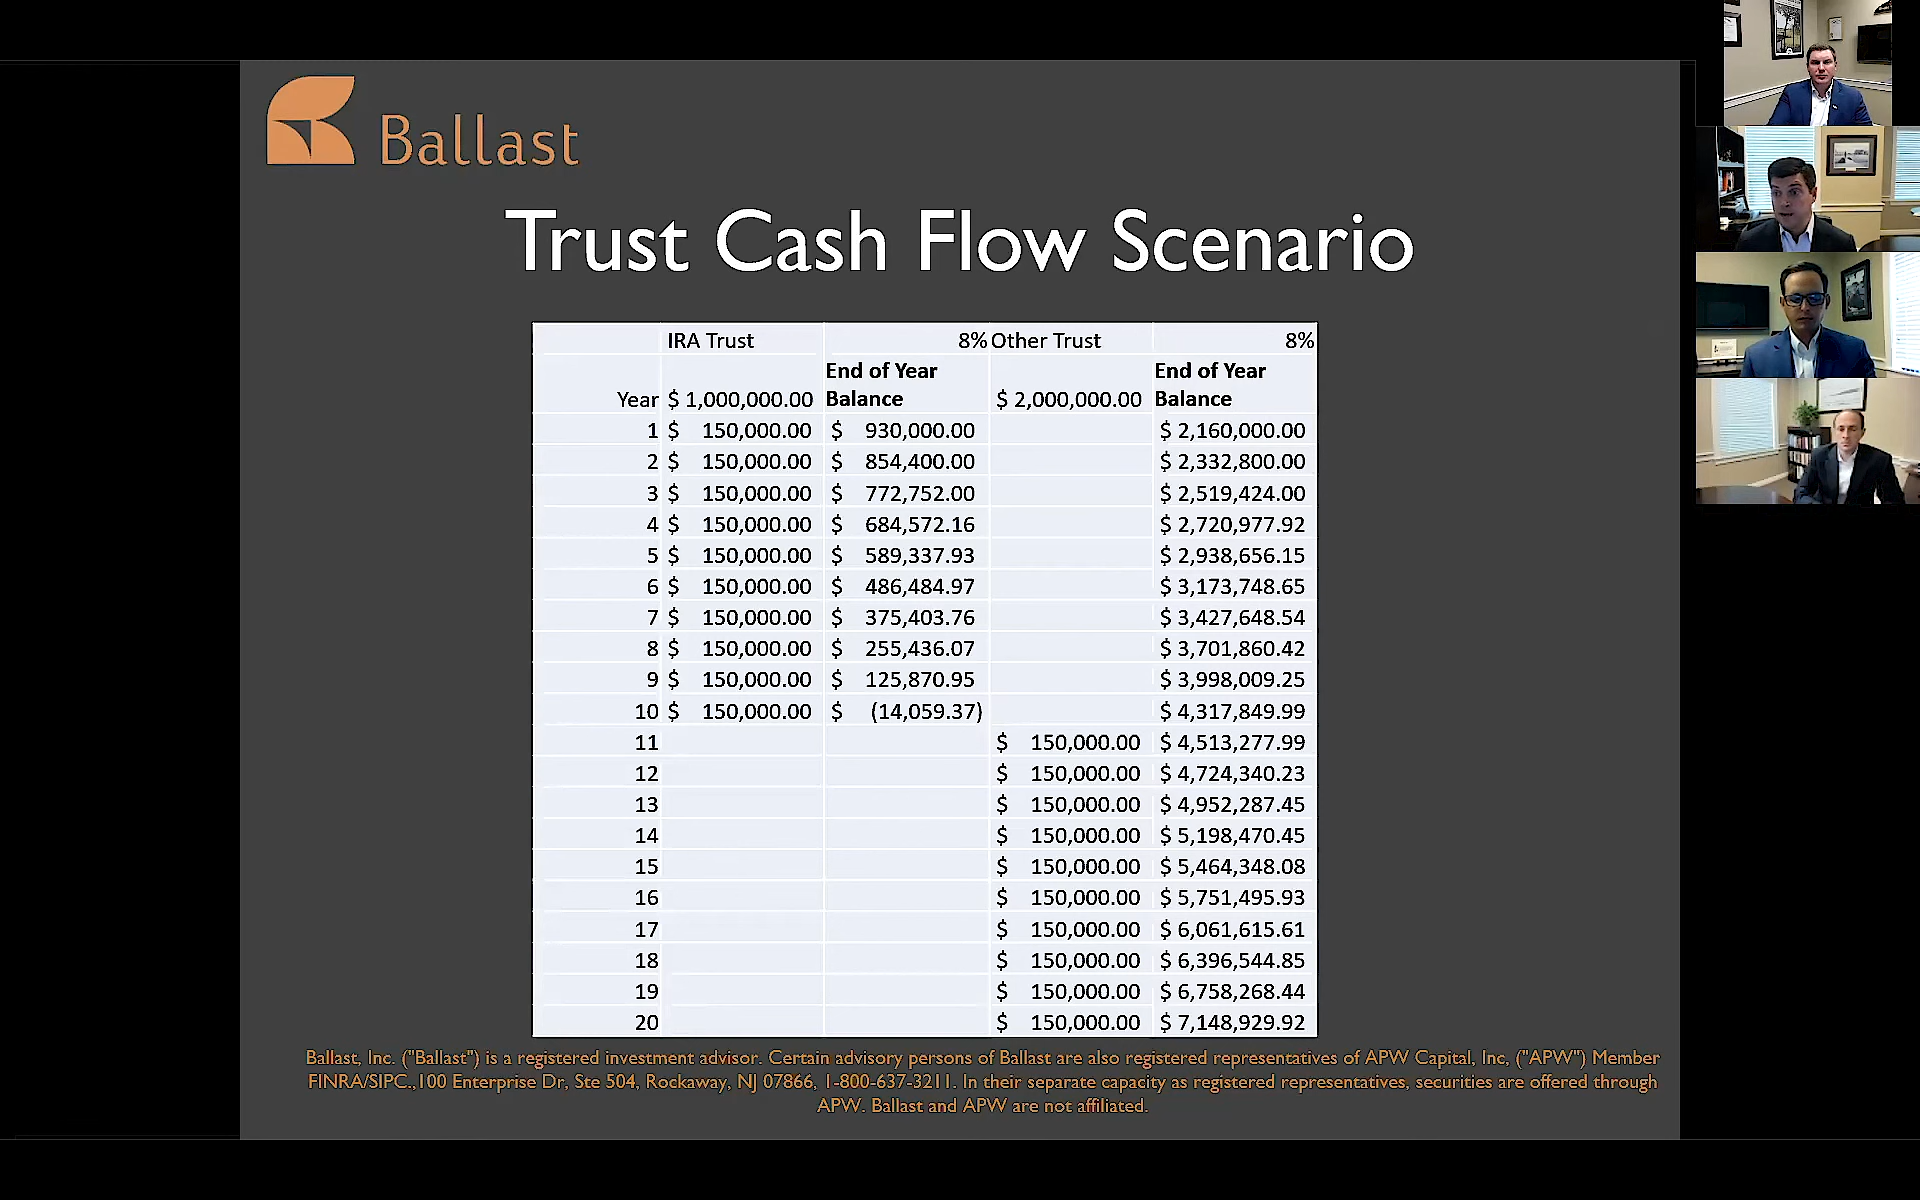 Ballast
Trust Cash Flow Scenario
IRA Trust 8% Other Trust 8%
Year $ 1,000,000.00 End of Year Balance $ 2,000,000.00 End of Year Balance
1 $ 150,000.00 $ 930,000.00 $ 2,160,000.00
2 $ 150,000.00 $ 854,400.00 $ 2,332,800.00
3 $ 150,000.00 $ 772,752.00 $ 2,519,424.00
4 $ 150,000.00 $ 684,572.16 $ 2,720,977.92
5 $ 150,000.00 $ 589,337.93 $ 2,938,656.15
6 $ 150,000.00 $ 486,484.97 $ 3,173,748.65
7 $ 150,000.00 $ 375,403.76 $ 3,427,648.54
8 $ 150,000.00 $ 255,436.07 $ 3,701,860.42
9 $ 150,000.00 $ 125,870.95 $ 3,998,009.25
10 $ 150,000.00 $ (14,059.37) $ 4,317,849.99
11 $ 150,000.00 $ 4,513,277.99
12 $ 150,000.00 $ 4,724,340.23
13 $ 150,000.00 $ 4,952,287.45
14 $ 150,000.00 $ 5,198,470.45
15 $ 150,000.00 $ 5,464,348.08
16 $ 150,000.00 $ 5,751,495.93
17 $ 150,000.00 $ 6,061,615.61
18 $ 150,000.00 $ 6,396,544.85
19 $ 150,000.00 $ 6,758,268.44
20 $ 150,000.00 $ 7,148,929.92
Ballast, Inc. ("Ballast") is a registered investment advisor. Certain advisory persons of Ballast are also registered representatives of APW Capital, Inc, ("APW") Member
FINRA/SIPC.,100 Enterprise Dr, Ste 504, Rockaway, NJ 07866, 1-800-637-3211. In their separate capacity as registered representatives, securities are offered through
APW. Ballast and APW are not affiliated.